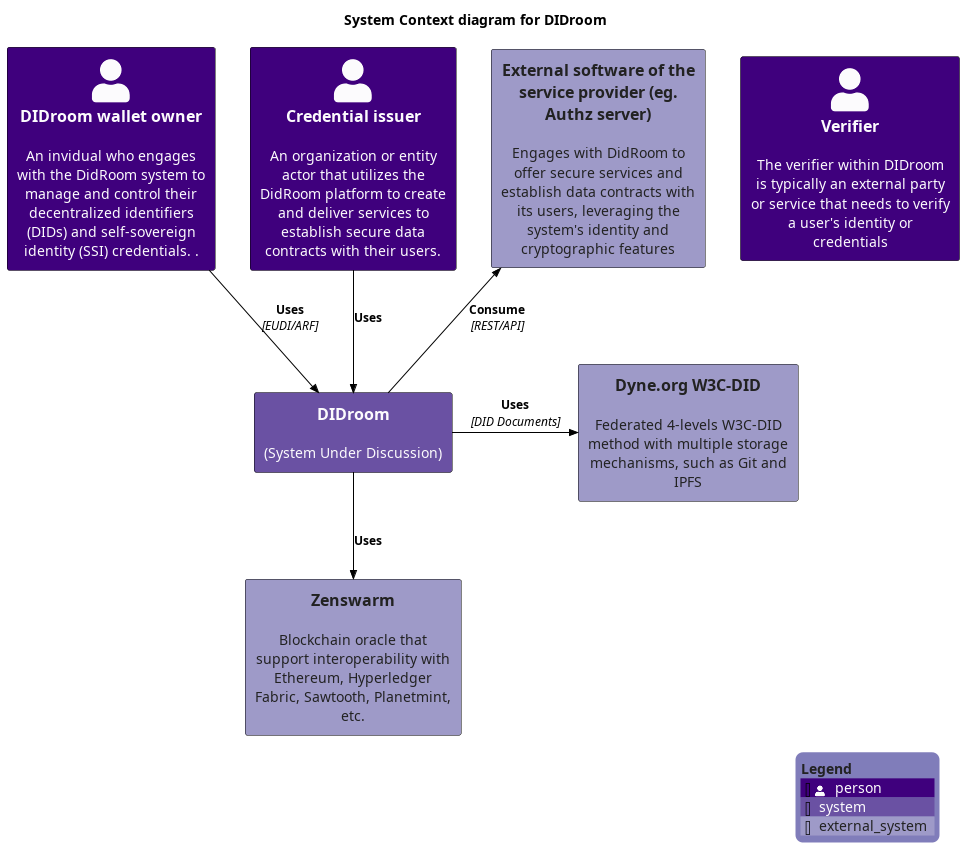 System Context diagram for DIDroom
DIDroom wallet owner
An invidual who engages
with the DidRoom system to
manage and control their
decentralized identifiers
(DIDs) and self-sovereign
identity (SSI) credentials. .
Credential issuer
An organization or entity
actor that utilizes the
DidRoom platform to create
and deliver services to
establish secure data
contracts with their users.
External software of the
service provider (eg.
Authz server)
Engages with DidRoom to
offer secure services and
establish data contracts with
its users, leveraging the
system's identity and
cryptographic features
Verifier
The verifier within DIDroom
is typically an external party
or service that needs to verify
a user's identity or
credentials
Uses
[EUDI/ARF]
Uses
Consume
[REST/API]
DIDroom
(System Under Discussion)
Uses
[DID Documents]
Dyne.org W3C-DID
Federated 4-levels W3C-DID
method with multiple storage
mechanisms, such as Git and
IPFS
Uses
Zenswarm
Blockchain oracle that
support interoperability with
Ethereum, Hyperledger
Fabric, Sawtooth, Planetmint,
etc.
Legend
person
system
external_system